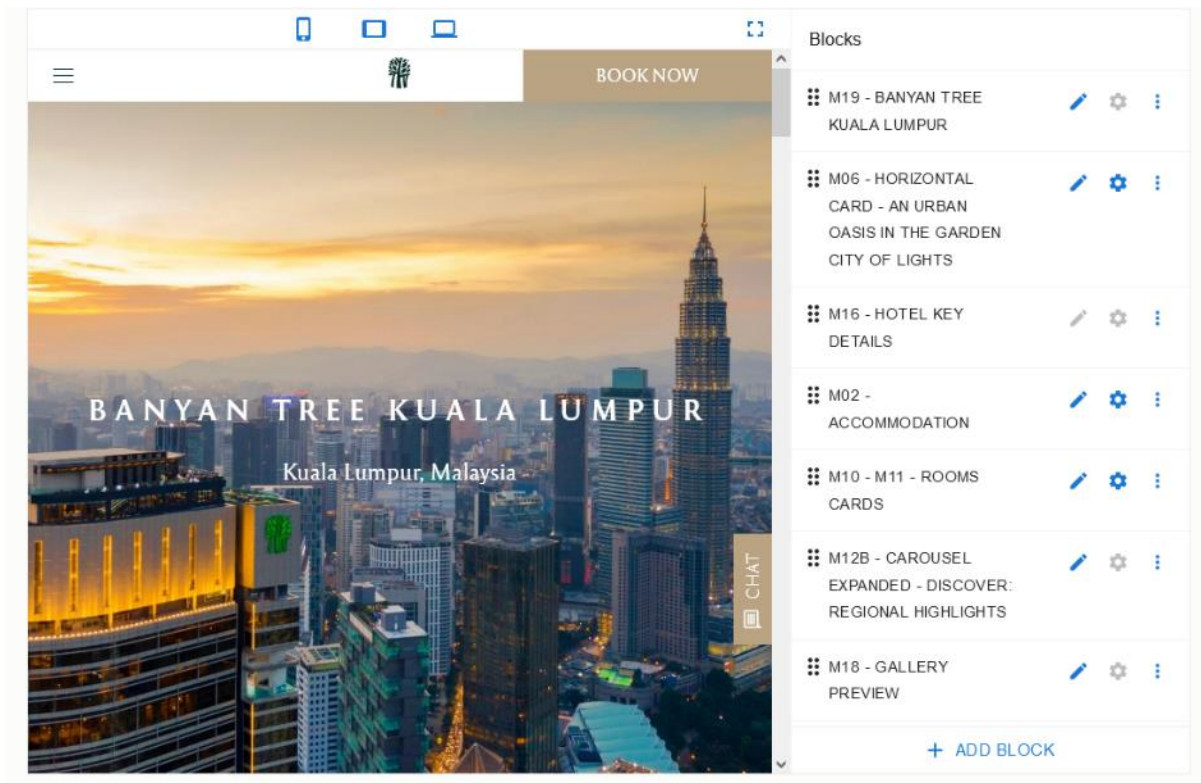 Blocks
BOOK NOW
BANYAN TREE KUALA LUMPUR
Kuala Lumpur, Malaysia
CHAT
M19 - BANYAN TREE
KUALA LUMPUR
M06 - HORIZONTAL
CARD - AN URBAN
OASIS IN THE GARDEN
CITY OF LIGHTS
M16 - HOTEL KEY
DETAILS
M02 -
ACCOMMODATION
M10 - M11 - ROOMS
CARDS
M12B - CAROUSEL
EXPANDED - DISCOVER:
REGIONAL HIGHLIGHTS
M18 - GALLERY
PREVIEW
+ ADD BLOCK